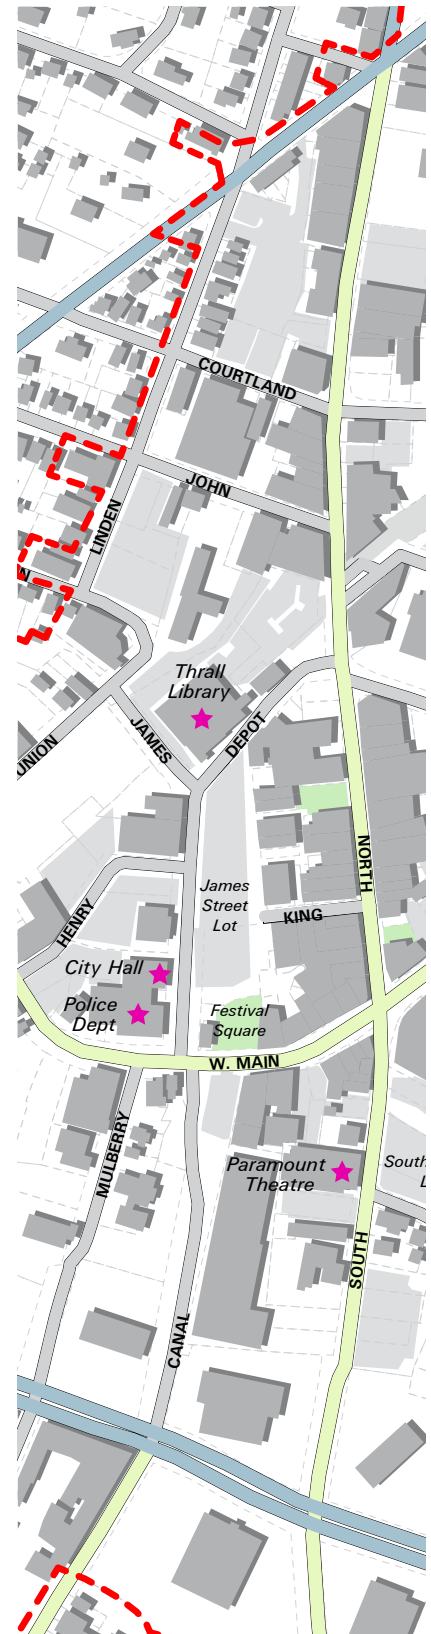 COURTLAND
JOHN
LINDEN
N
Thrall
Library
DEPOT
JAMES
UNION
NORTH
James
Street
Lot
KING
HENRY
City Hall
Police
Dept
Festival
Square
W. MAIN
MULBERRY
Paramount
Theatre
South
L
SOUTH
CANAL